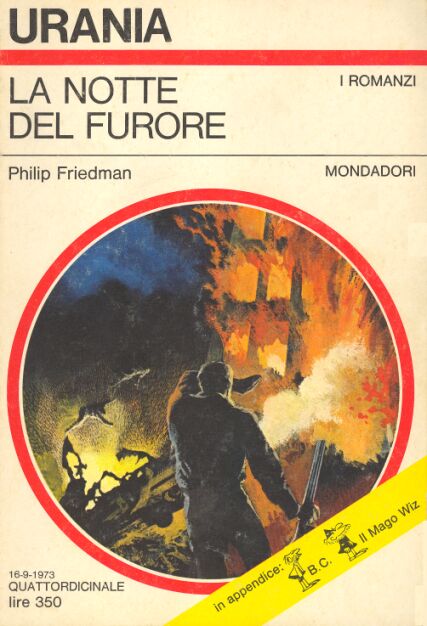 URANIA
LA NOTTE
DEL FURORE
I ROMANZI
Philip Friedman
MONDADORI
16-9-1973
QUATTORDICINALE
lire 350
in appendice: B.C. Il Mago Wiz